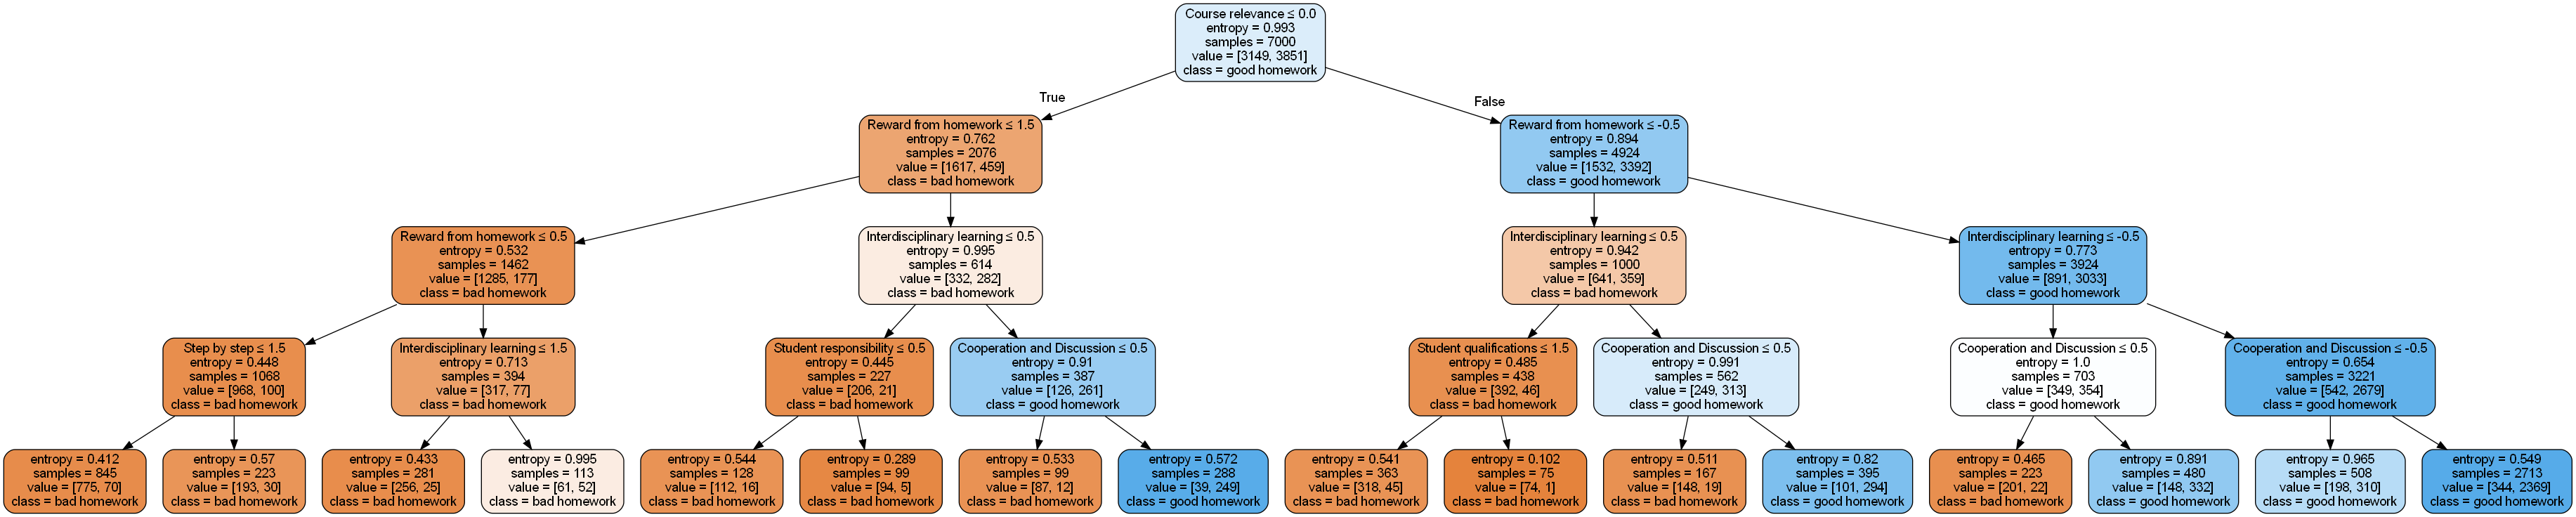 Course relevance ≤ 0.0
entropy = 0.993
samples = 7000
value = [3149, 3851]
class = good homework
True
False
Reward from homework ≤ 1.5
entropy = 0.762
samples = 2076
value = [1617, 459]
class = bad homework
Reward from homework ≤ -0.5
entropy = 0.894
samples = 4924
value = [1532, 3392]
class = good homework
Reward from homework ≤ 0.5
entropy = 0.532
samples = 1462
value = [1285, 177]
class = bad homework
Interdisciplinary learning ≤ 0.5
entropy = 0.995
samples = 614
value = [332, 282]
class = bad homework
Interdisciplinary learning ≤ 0.5
entropy = 0.942
samples = 1000
value = [641, 359]
class = bad homework
Interdisciplinary learning ≤ -0.5
entropy = 0.773
samples = 3924
value = [891, 3033]
class = good homework
Step by step ≤ 1.5
entropy = 0.448
samples = 1068
value = [968, 100]
class = bad homework
Interdisciplinary learning ≤ 1.5
entropy = 0.713
samples = 394
value = [317, 77]
class = bad homework
Student responsibility ≤ 0.5
entropy = 0.445
samples = 227
value = [206, 21]
class = bad homework
Cooperation and Discussion ≤ 0.5
entropy = 0.91
samples = 387
value = [126, 261]
class = good homework
Student qualifications ≤ 1.5
entropy = 0.485
samples = 438
value = [392, 46]
class = bad homework
Cooperation and Discussion ≤ 0.5
entropy = 0.991
samples = 562
value = [249, 313]
class = good homework
Cooperation and Discussion ≤ 0.5
entropy = 1.0
samples = 703
value = [349, 354]
class = good homework
Cooperation and Discussion ≤ -0.5
entropy = 0.654
samples = 3221
value = [542, 2679]
class = good homework
entropy = 0.412
samples = 845
value = [775, 70]
class = bad homework
entropy = 0.57
samples = 223
value = [193, 30]
class = bad homework
entropy = 0.433
samples = 281
value = [256, 25]
class = bad homework
entropy = 0.995
samples = 113
value = [61, 52]
class = bad homework
entropy = 0.544
samples = 128
value = [112, 16]
class = bad homework
entropy = 0.289
samples = 99
value = [94, 5]
class = bad homework
entropy = 0.533
samples = 99
value = [87, 12]
class = bad homework
entropy = 0.572
samples = 288
value = [39, 249]
class = good homework
entropy = 0.541
samples = 363
value = [318, 45]
class = bad homework
entropy = 0.102
samples = 75
value = [74, 1]
class = bad homework
entropy = 0.511
samples = 167
value = [148, 19]
class = bad homework
entropy = 0.82
samples = 395
value = [101, 294]
class = good homework
entropy = 0.465
samples = 223
value = [201, 22]
class = bad homework
entropy = 0.891
samples = 480
value = [148, 332]
class = good homework
entropy = 0.965
samples = 508
value = [198, 310]
class = good homework
entropy = 0.549
samples = 2713
value = [344, 2369]
class = good homework